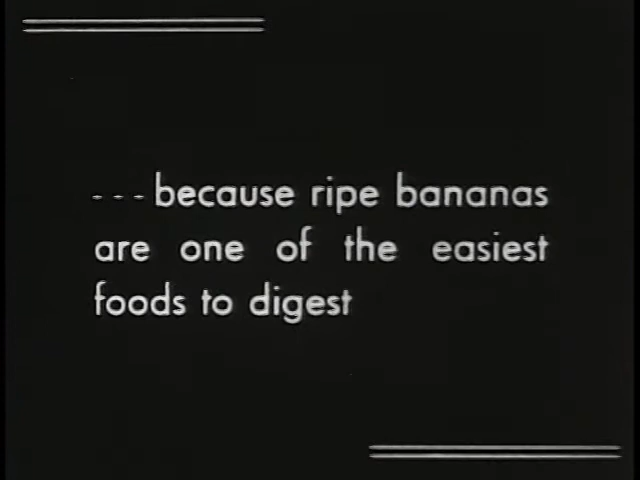 - - - because ripe bananas
are one of the easiest
foods to digest